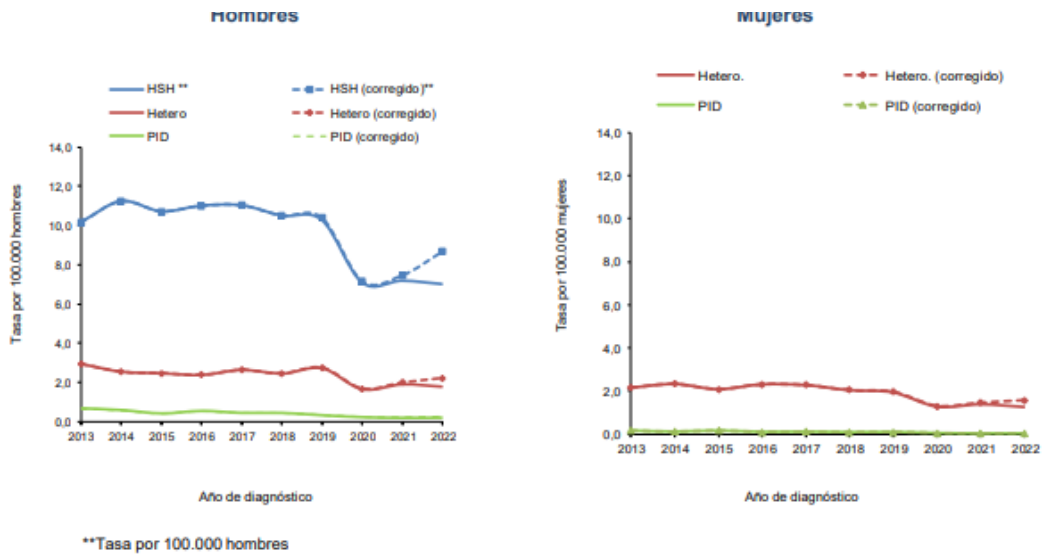 Hombres
HSH **
HSH (corregido)**
Hetero
Hetero (corregido)
PID
PID (corregido)
14,0
12,0
10,0
8,0
6,0
4,0
2,0
0,0
Tasa por 100.000 hombres
2013 2014 2015 2016 2017 2018 2019 2020 2021 2022
Año de diagnóstico
**Tasa por 100.000 hombres
Mujeres
Hetero.
Hetero. (corregido)
PID
PID (corregido)
14,0
12,0
10,0
8,0
6,0
4,0
2,0
0,0
Tasa por 100.000 mujeres
2013 2014 2015 2016 2017 2018 2019 2020 2021 2022
Año de diagnóstico